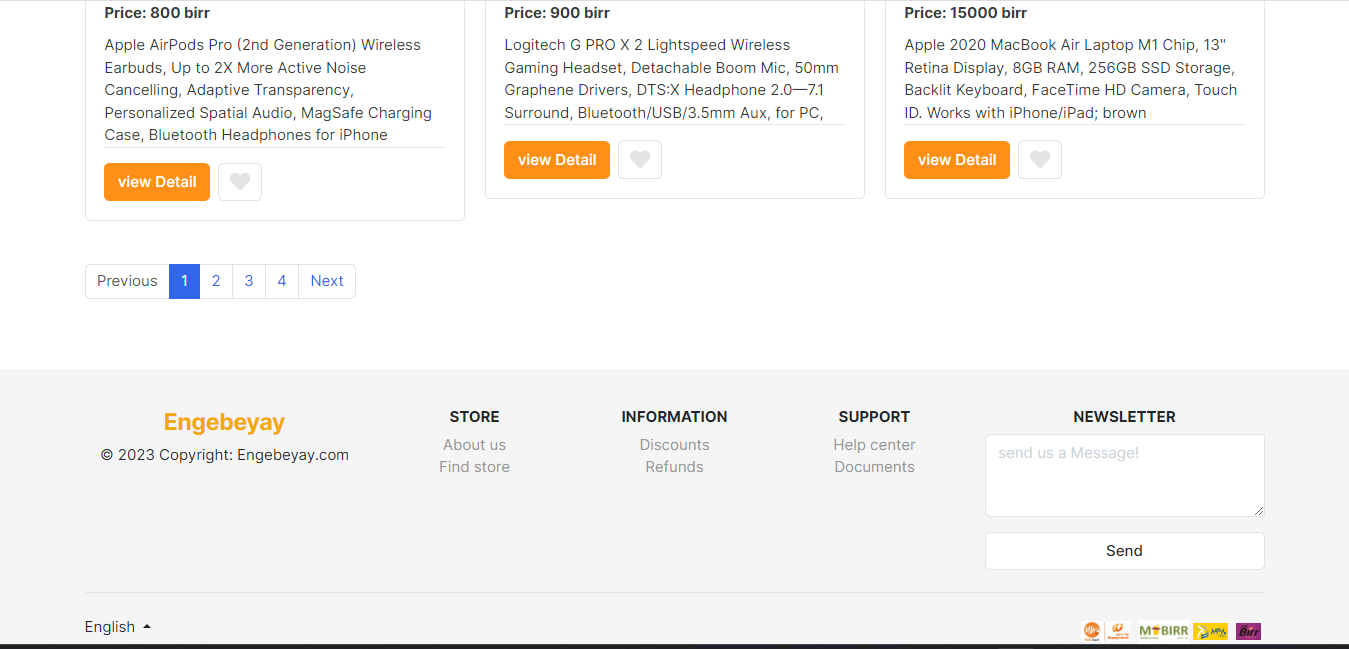 Price: 800 birr
Apple AirPods Pro (2nd Generation) Wireless
Earbuds, Up to 2X More Active Noise
Cancelling, Adaptive Transparency,
Personalized Spatial Audio, MagSafe Charging
Case, Bluetooth Headphones for iPhone
view Detail
Price: 900 birr
Logitech G PRO X 2 Lightspeed Wireless
Gaming Headset, Detachable Boom Mic, 50mm
Graphene Drivers, DTS:X Headphone 2.0—7.1
Surround, Bluetooth/USB/3.5mm Aux, for PC,
view Detail
Price: 15000 birr
Apple 2020 MacBook Air Laptop M1 Chip, 13"
Retina Display, 8GB RAM, 256GB SSD Storage,
Backlit Keyboard, FaceTime HD Camera, Touch
ID. Works with iPhone/iPad; brown
view Detail
Previous 1 2 3 4 Next
Engebeyay
© 2023 Copyright: Engebeyay.com
STORE
About us
Find store
INFORMATION
Discounts
Refunds
SUPPORT
Help center
Documents
NEWSLETTER
send us a Message!
Send
English
M BIRR
Birr